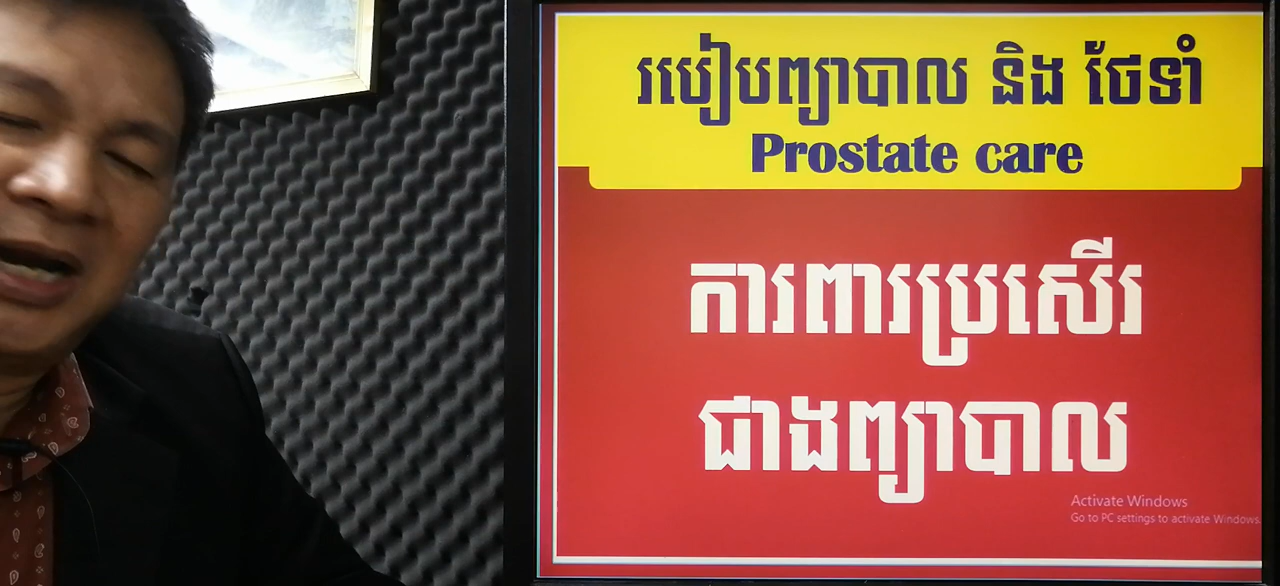 របៀបព្យាបាល និង ថែទាំ
Prostate care
ការពារប្រសើរ
ជាងព្យាបាល
Activate Windows
Go to PC settings to activate Windows.